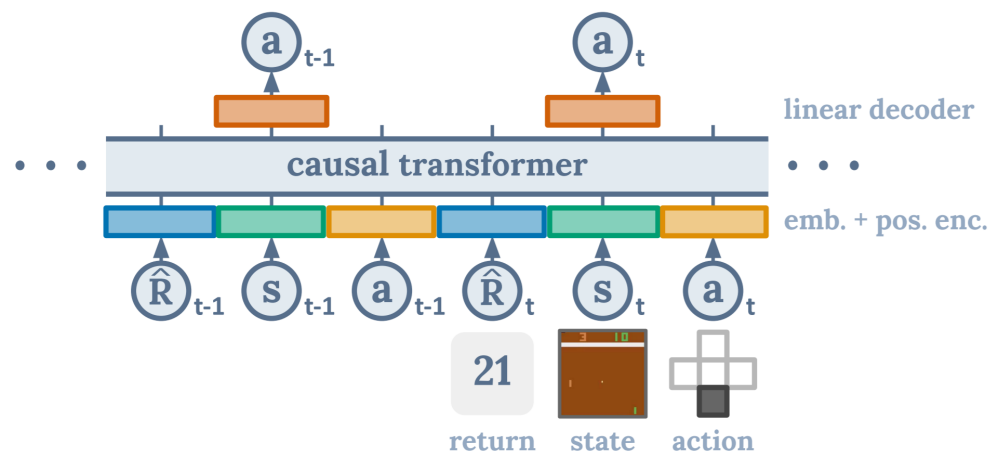 a t-1 a t
linear decoder
• • • causal transformer • • •
emb. + pos. enc.
R̂ t-1 s t-1 a t-1 R̂ t s t a t
21 3 10
return state action